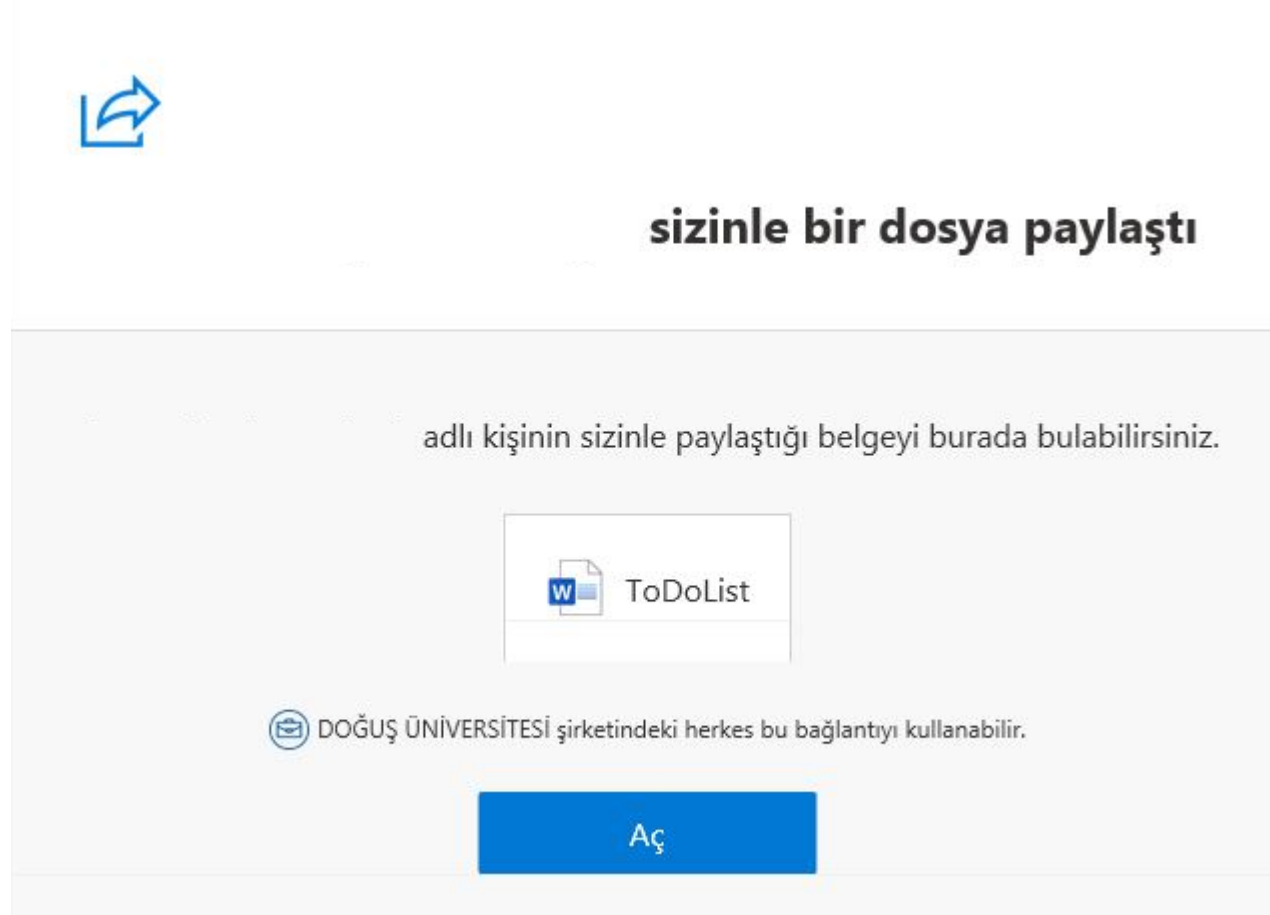 sizinle bir dosya paylaştı
adlı kişinin sizinle paylaştığı belgeyi burada bulabilirsiniz.
W ToDoList
DOĞUŞ ÜNİVERSİTESİ şirketindeki herkes bu bağlantıyı kullanabilir.
Aç